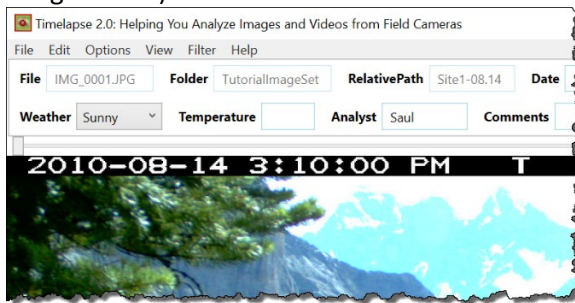 Timelapse 2.0: Helping You Analyze Images and Videos from Field Cameras
File Edit Options View Filter Help
File IMG_0001.JPG Folder TutorialImageSet RelativePath Site1-08.14 Date
Weather Sunny Temperature Analyst Saul Comments
2010-08-14 3:10:00 PM T